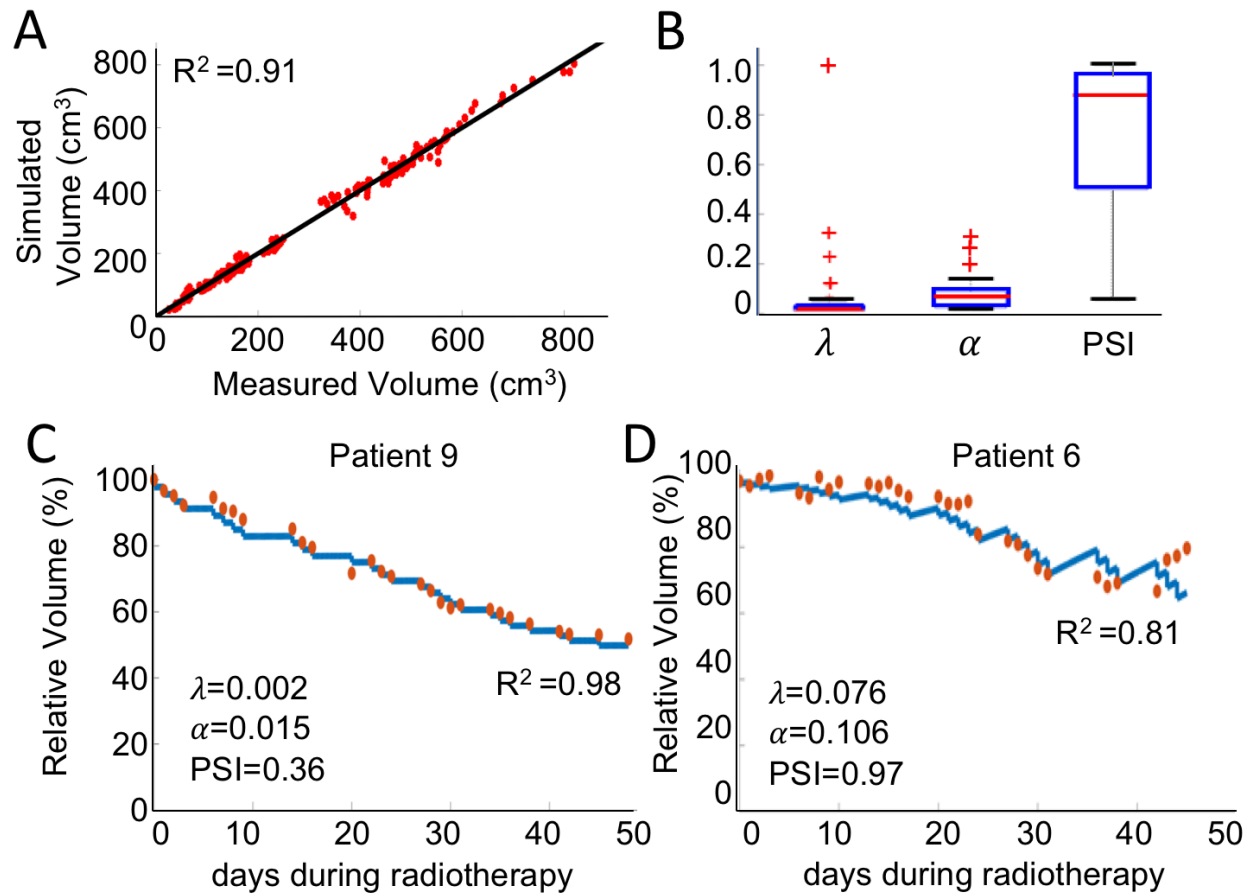 A
R² =0.91
Simulated
Volume (cm³)
800
600
400
200
0
0 200 400 600 800
Measured Volume (cm³)
B
1.0
0.8
0.6
0.4
0.2
0
λ α PSI
C
Patient 9
Relative Volume (%)
100
80
60
40
20
0
R² =0.98
λ=0.002
α=0.015
PSI=0.36
0 10 20 30 40 50
days during radiotherapy
D
Patient 6
Relative Volume (%)
100
80
60
40
20
0
R² =0.81
λ=0.076
α=0.106
PSI=0.97
0 10 20 30 40 50
days during radiotherapy